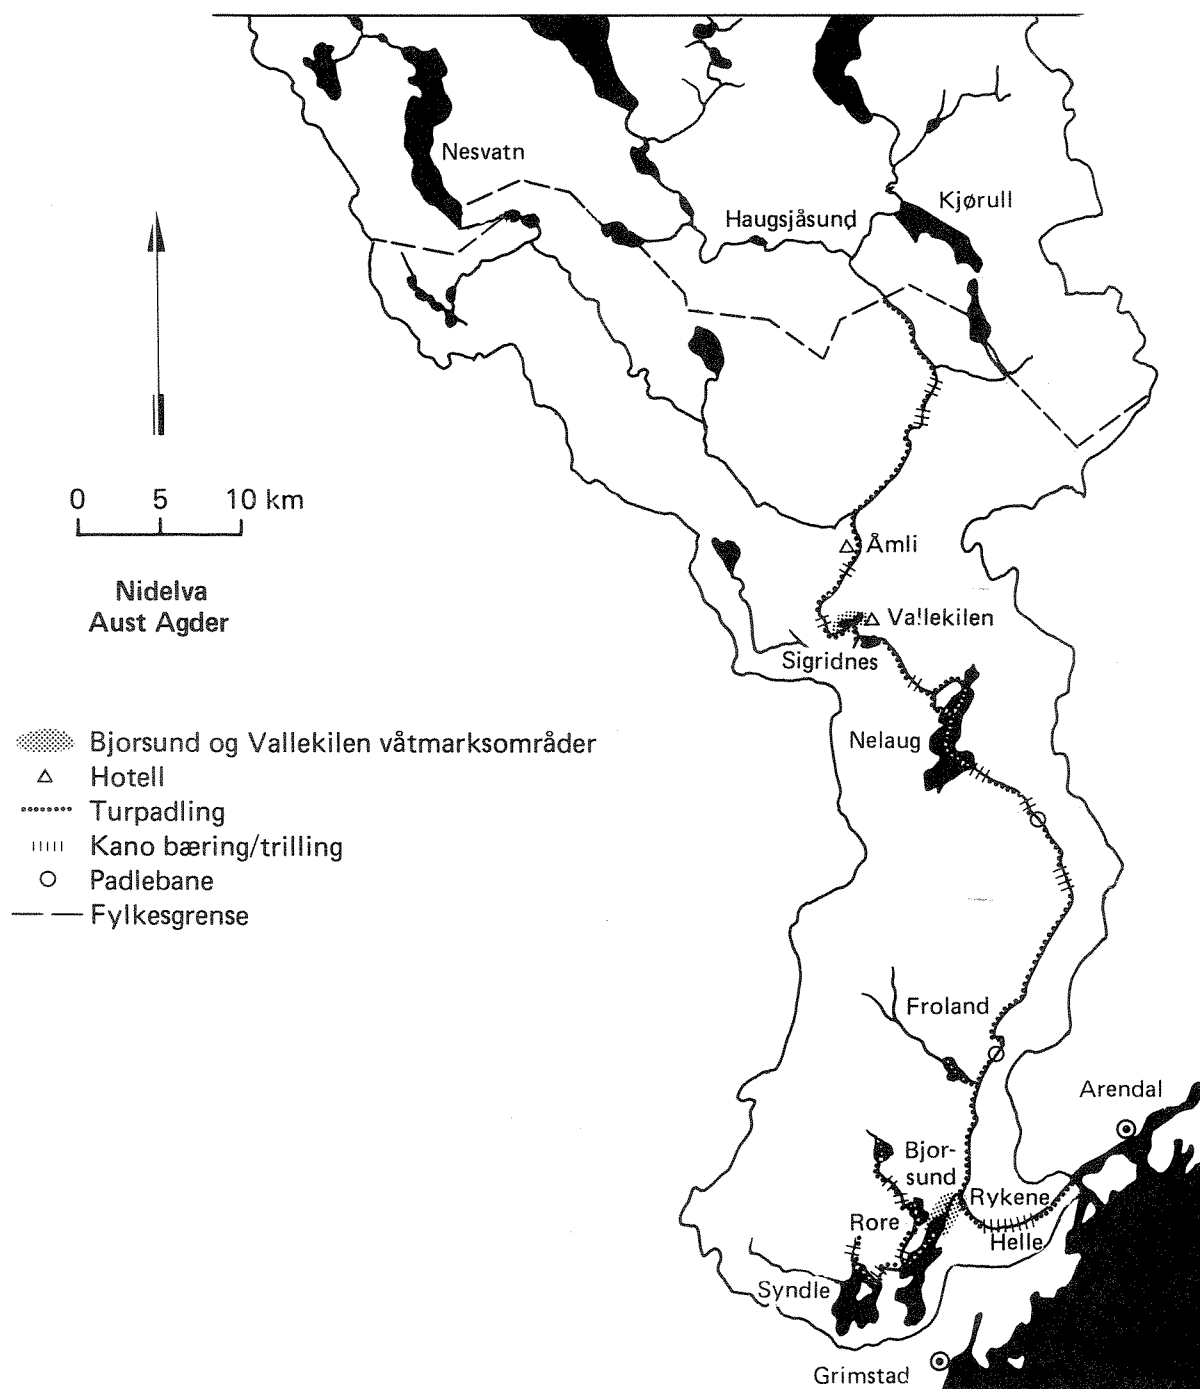 Nesvatn
Kjørull
Haugsjåsund
0 5 10 km
Åmli
Nidelva
Aust Agder
Vallekilen
Sigridnes
Nelaug
Bjorsund og Vallekilen våtmarksområder
Hotell
Turpadling
Kano bæring/trilling
Padlebane
Fylkesgrense
Froland
Arendal
Bjor-
sund
Rykene
Rore
Helle
Syndle
Grimstad